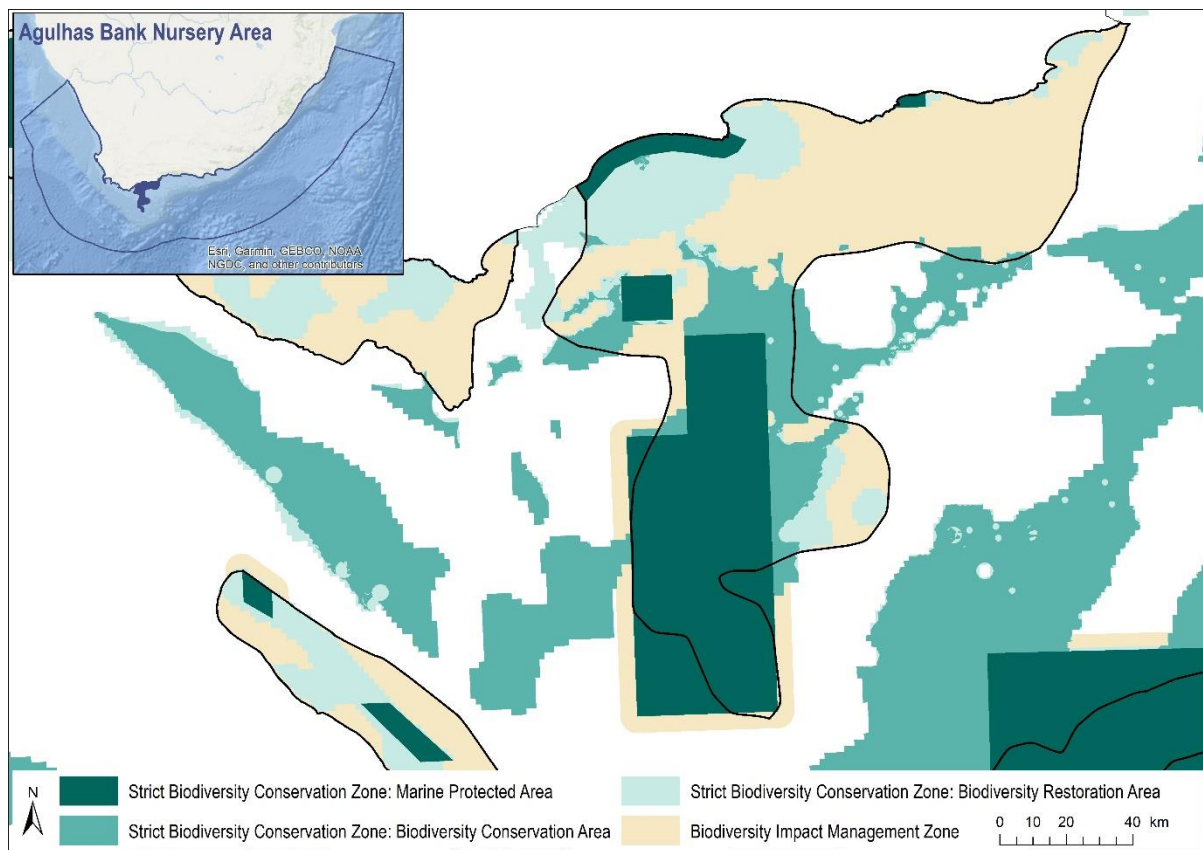 Agulhas Bank Nursery Area
Esri, Garmin, GEBCO, NOAA
NGDC, and other contributors
N
Strict Biodiversity Conservation Zone: Marine Protected Area
Strict Biodiversity Conservation Zone: Biodiversity Restoration Area
Strict Biodiversity Conservation Zone: Biodiversity Conservation Area
Biodiversity Impact Management Zone
0 10 20 40 km